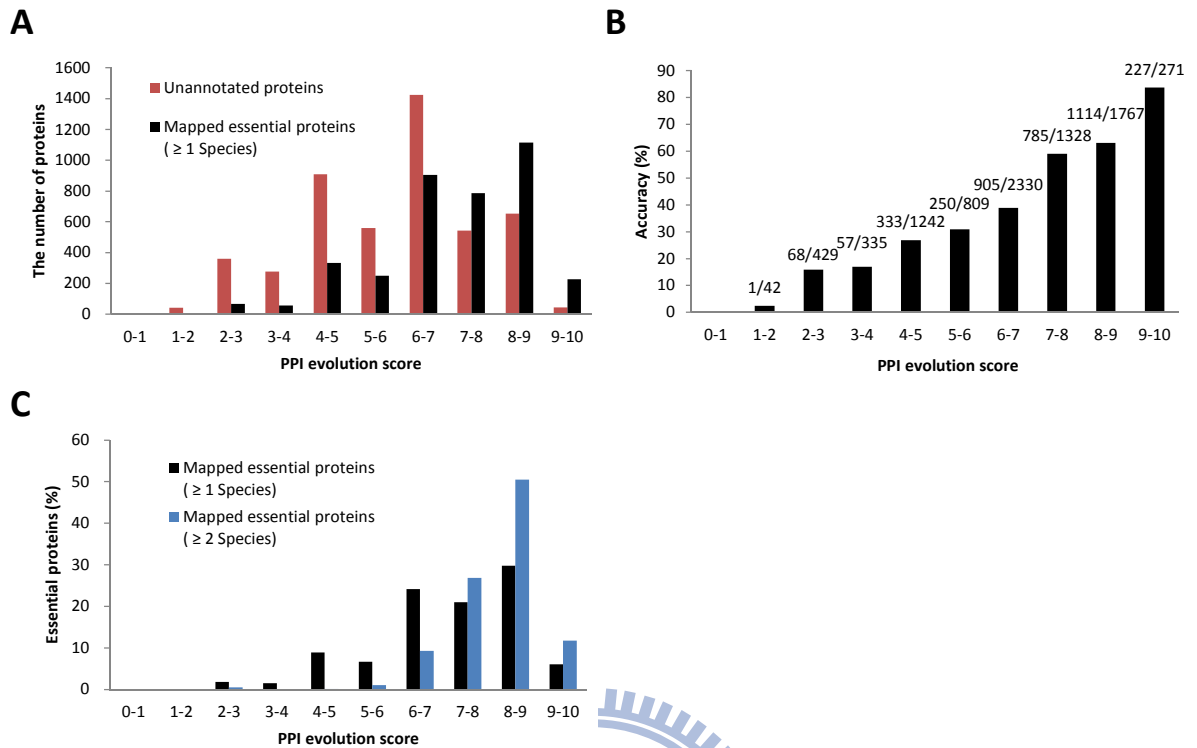 A
The number of proteins
1600
1400
1200
1000
800
600
400
200
0
Unannotated proteins
Mapped essential proteins
( ≥ 1 Species)
0-1 1-2 2-3 3-4 4-5 5-6 6-7 7-8 8-9 9-10
PPI evolution score
B
Accuracy (%)
90
80
70
60
50
40
30
20
10
0
1/42
68/429
57/335
333/1242
250/809
905/2330
785/1328
1114/1767
227/271
0-1 1-2 2-3 3-4 4-5 5-6 6-7 7-8 8-9 9-10
PPI evolution score
C
Essential proteins (%)
60
50
40
30
20
10
0
Mapped essential proteins
( ≥ 1 Species)
Mapped essential proteins
( ≥ 2 Species)
0-1 1-2 2-3 3-4 4-5 5-6 6-7 7-8 8-9 9-10
PPI evolution score